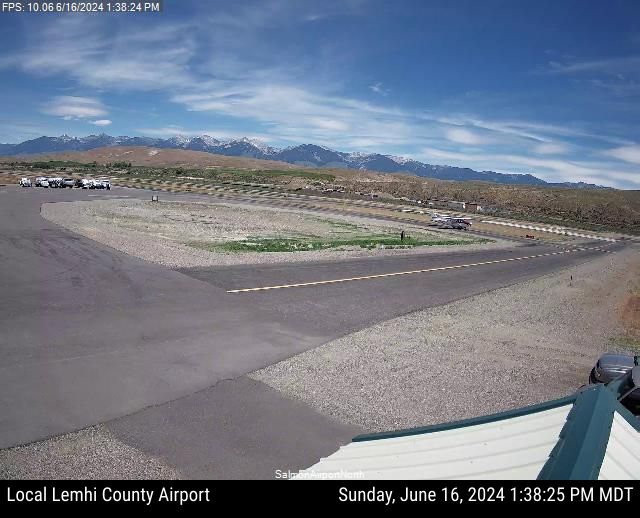 FPS: 10.06 6/16/2024 1:38:24 PM
SalmonAirportNorth
Local Lemhi County Airport Sunday, June 16, 2024 1:38:25 PM MDT